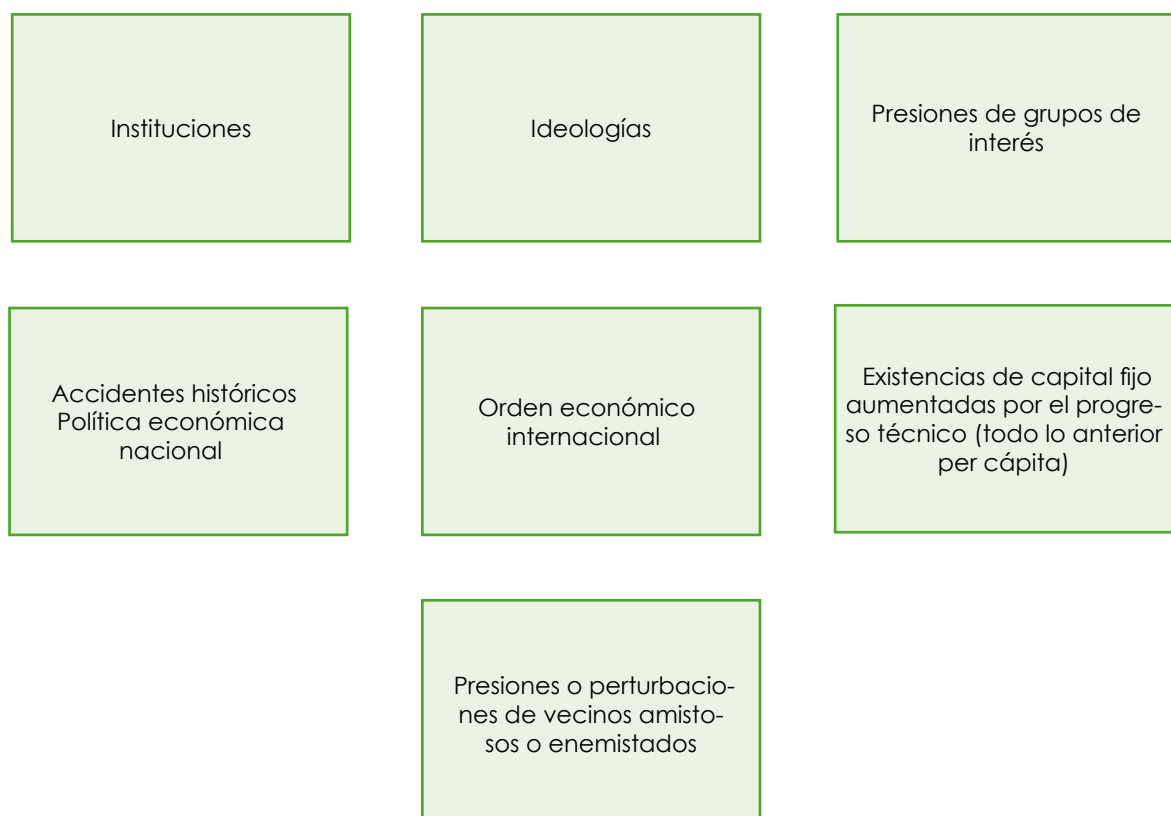 Instituciones
Ideologías
Presiones de grupos de
interés
Accidentes históricos
Política económica
nacional
Orden económico
internacional
Existencias de capital fijo
aumentadas por el progre-
so técnico (todo lo anterior
per cápita)
Presiones o perturbacio-
nes de vecinos amisto-
sos o enemistados